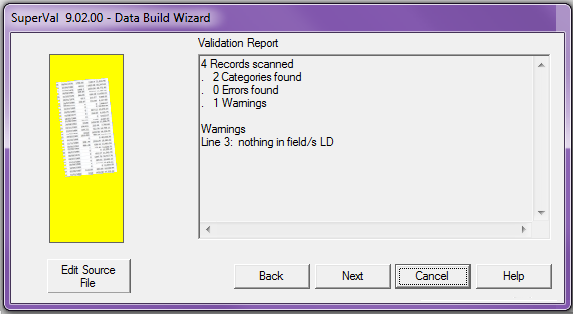 SuperVal 9.02.00 - Data Build Wizard
Validation Report
4 Records scanned
. 2 Categories found
. 0 Errors found
. 1 Warnings
Warnings
Line 3: nothing in field/s LD
Edit Source
File
Back
Next
Cancel
Help